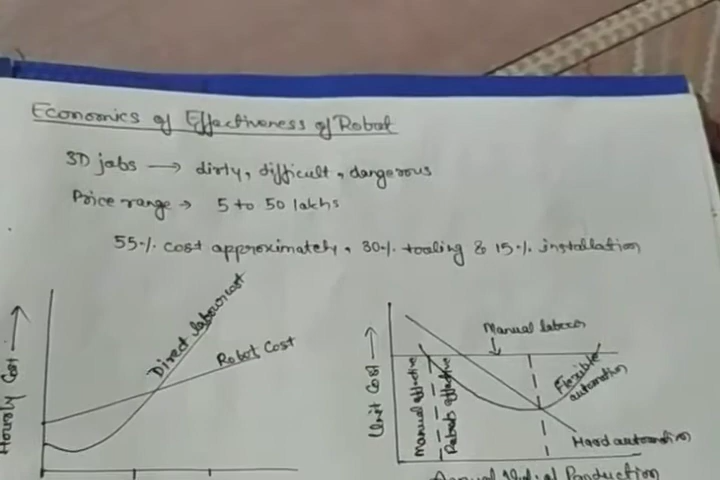 Economics of Effectiveness of Robot
3D jobs → dirty, difficult, dangerous
Price range → 5 to 50 lakhs
55% cost approximately, 30% tooling & 15% installation
Hourly Cost →
Direct labour cost
Robot Cost
Unit Cost →
Manual labour
Manual effective
Robots effective
Flexible automation
Hard automation
Production